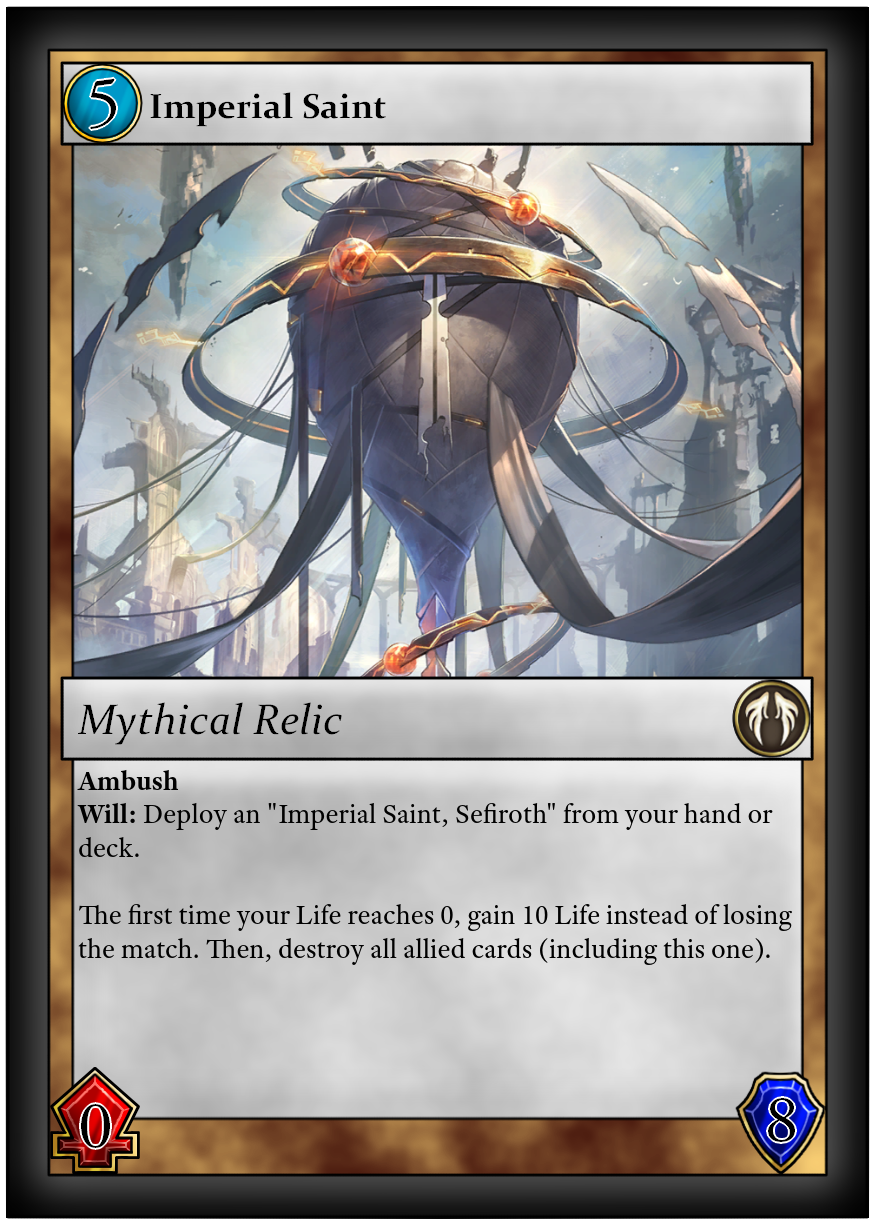 5
Imperial Saint
Mythical Relic
Ambush
Will: Deploy an "Imperial Saint, Sefiroth" from your hand or
deck.
The first time your Life reaches 0, gain 10 Life instead of losing
the match. Then, destroy all allied cards (including this one).
0
8